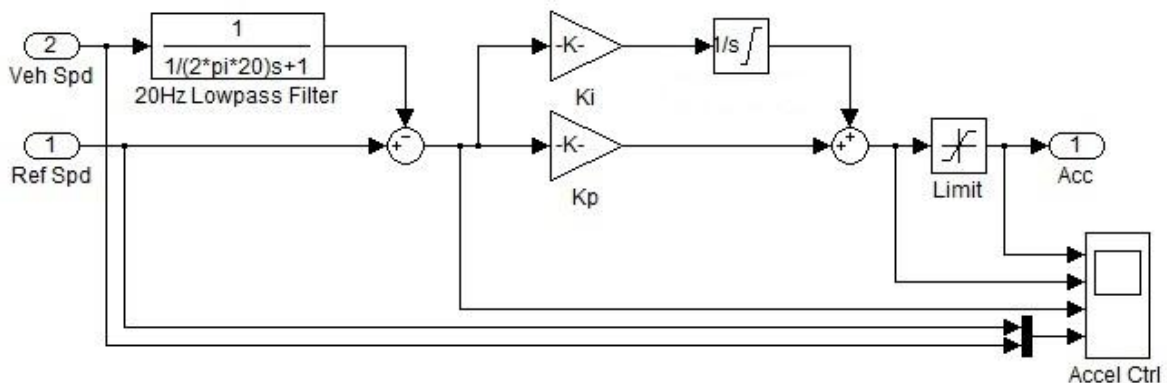 2
Veh Spd
1
1/(2*pi*20)s+1
20Hz Lowpass Filter
1
Ref Spd
-
+
-K-
Ki
1/s
-K-
Kp
+
+
Limit
1
Acc
Accel Ctrl